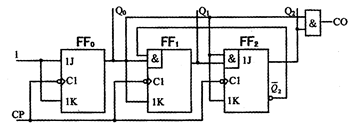 Q₀ Q₁ Q₂
& CO
FF₀ FF₁ FF₂
1 1J & 1J & 1J
C1 C1 C1
Q̅₂
1K 1K 1K
CP